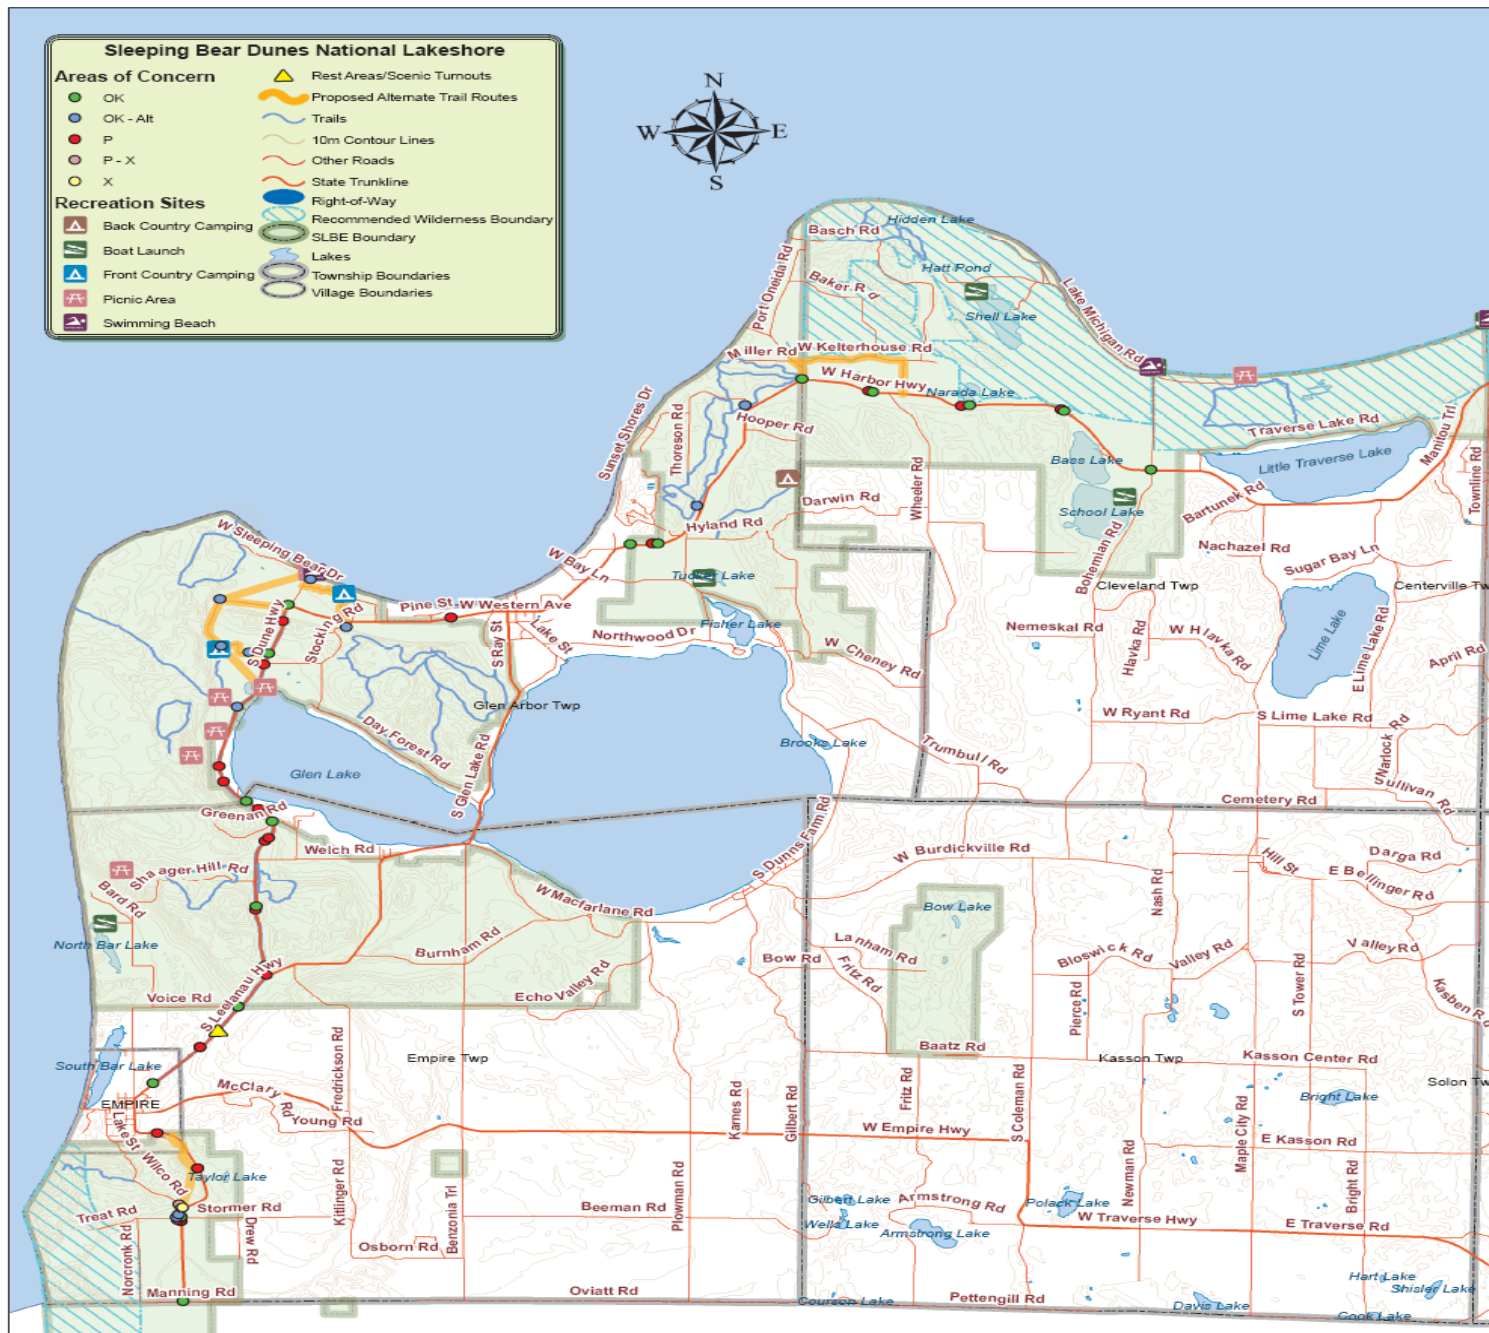 Sleeping Bear Dunes National Lakeshore
Areas of Concern
OK
OK - Alt
P
P - X
X
Recreation Sites
Back Country Camping
Boat Launch
Front Country Camping
Picnic Area
Swimming Beach
Rest Areas/Scenic Turnouts
Proposed Alternate Trail Routes
Trails
10m Contour Lines
Other Roads
State Trunkline
Right-of-Way
Recommended Wilderness Boundary
SLBE Boundary
Lakes
Township Boundaries
Village Boundaries
N
W E
S
Hidden Lake
Basch Rd
Hatt Pond
Port Oneida Rd
Baker Rd
Shell Lake
Lake Michigan Rd
Miller Rd
W Kelterhouse Rd
W Harbor Hwy
Narada Lake
Sunset Shores Dr
Thoreson Rd
Hooper Rd
Traverse Lake Rd
Manitou Trl
Bass Lake
Little Traverse Lake
Townline Rd
Wheeler Rd
Darwin Rd
School Lake
Bartunek Rd
Hyland Rd
W Sleeping Bear Dr
W Bay Ln
Nachazel Rd
Sugar Bay Ln
Bohemian Rd
Tucker Lake
Cleveland Twp
Centerville Tw
Pine St
W Western Ave
S Dune Hwy
Stocking Rd
S Ray St
Lake St
Northwood Dr
Fisher Lake
W Cheney Rd
Nemeskal Rd
Hlavka Rd
W Hlavka Rd
Lime Lake
E Lime Lake Rd
April Rd
Glen Arbor Twp
Day Forest Rd
W Ryant Rd
S Lime Lake Rd
S Narlock Rd
Brooks Lake
Trumbull Rd
Glen Lake
S Glen Lake Rd
Sullivan Rd
Cemetery Rd
Greenan Rd
S Dunns Farm Rd
Welch Rd
W Burdickville Rd
Hill St
Darga Rd
E Bellinger Rd
Shaager Hill Rd
Bard Rd
W Macfarlane Rd
Nash Rd
Bow Lake
North Bar Lake
Burnham Rd
Lanham Rd
Bow Rd
Fritz Rd
Bloswick Rd
Valley Rd
Valley Rd
S Tower Rd
Kasben Rd
S Leelanau Hwy
Voice Rd
Echo Valley Rd
Pierce Rd
Baatz Rd
South Bar Lake
Fredrickson Rd
Empire Twp
Kasson Twp
Kasson Center Rd
Solon Tw
EMPIRE
McClary Rd
Young Rd
Karnes Rd
Gilbert Rd
Fritz Rd
S Coleman Rd
Bright Lake
W Empire Hwy
Maple City Rd
E Kasson Rd
Lake St
Wilco Rd
Taylor Lake
Kittlinger Rd
Benzonia Trl
Plowman Rd
Newman Rd
Bright Rd
Treat Rd
Stormer Rd
Beeman Rd
Gilbert Lake
Armstrong Rd
Polack Lake
Wells Lake
Armstrong Lake
W Traverse Hwy
E Traverse Rd
Norcronk Rd
Drew Rd
Osborn Rd
Manning Rd
Oviatt Rd
Courson Lake
Pettengill Rd
Davis Lake
Hart Lake
Shisler Lake
Cook Lake